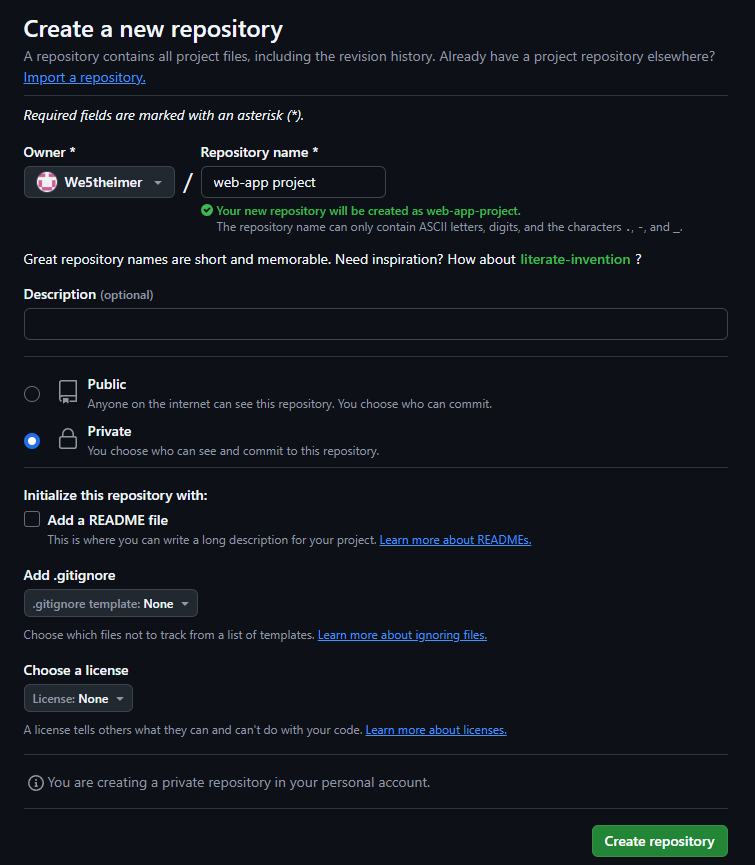 Create a new repository
A repository contains all project files, including the revision history. Already have a project repository elsewhere?
Import a repository.
Required fields are marked with an asterisk (*).
Owner * Repository name *
We5theimer / web-app project
Your new repository will be created as web-app-project.
The repository name can only contain ASCII letters, digits, and the characters ., -, and _.
Great repository names are short and memorable. Need inspiration? How about literate-invention ?
Description (optional)
Public
Anyone on the internet can see this repository. You choose who can commit.
Private
You choose who can see and commit to this repository.
Initialize this repository with:
Add a README file
This is where you can write a long description for your project. Learn more about READMEs.
Add .gitignore
.gitignore template: None
Choose which files not to track from a list of templates. Learn more about ignoring files.
Choose a license
License: None
A license tells others what they can and can't do with your code. Learn more about licenses.
You are creating a private repository in your personal account.
Create repository